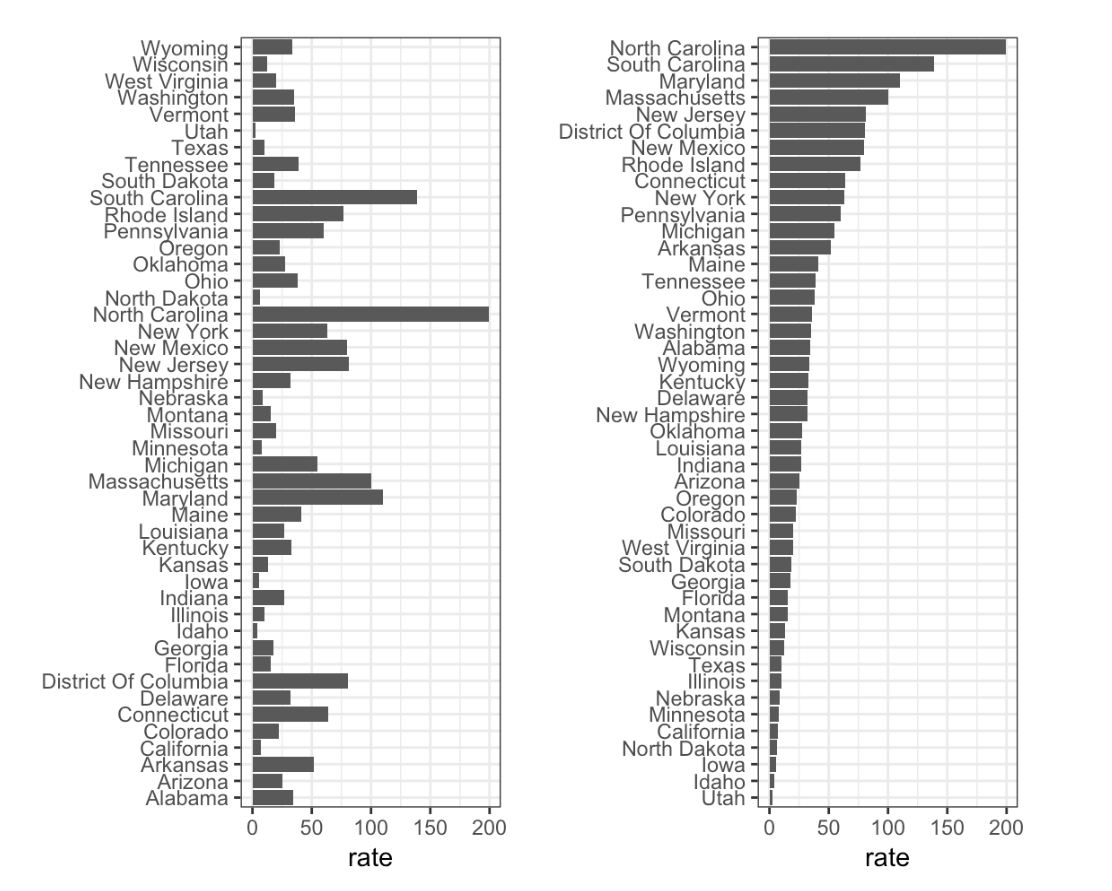 Wyoming
Wisconsin
West Virginia
Washington
Vermont
Utah
Texas
Tennessee
South Dakota
South Carolina
Rhode Island
Pennsylvania
Oregon
Oklahoma
Ohio
North Dakota
North Carolina
New York
New Mexico
New Jersey
New Hampshire
Nebraska
Montana
Missouri
Minnesota
Michigan
Massachusetts
Maryland
Maine
Louisiana
Kentucky
Kansas
Iowa
Indiana
Illinois
Idaho
Georgia
Florida
District Of Columbia
Delaware
Connecticut
Colorado
California
Arkansas
Arizona
Alabama
0 50 100 150 200
rate
North Carolina
South Carolina
Maryland
Massachusetts
New Jersey
District Of Columbia
New Mexico
Rhode Island
Connecticut
New York
Pennsylvania
Michigan
Arkansas
Maine
Tennessee
Ohio
Vermont
Washington
Alabama
Wyoming
Kentucky
Delaware
New Hampshire
Oklahoma
Louisiana
Indiana
Arizona
Oregon
Colorado
Missouri
West Virginia
South Dakota
Georgia
Florida
Montana
Kansas
Wisconsin
Texas
Illinois
Nebraska
Minnesota
California
North Dakota
Iowa
Idaho
Utah
0 50 100 150 200
rate